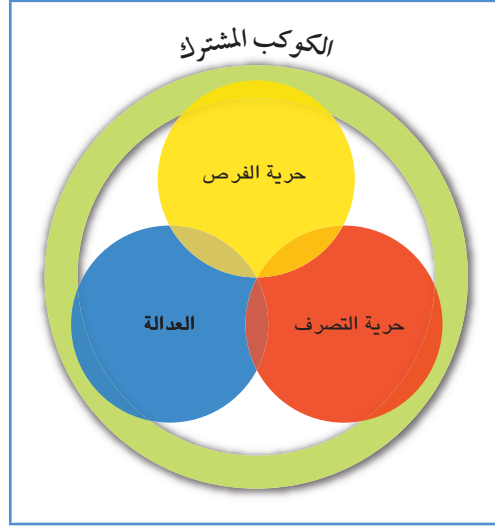 الكوكب المشترك
حرية الفرص
العدالة
حرية التصرف